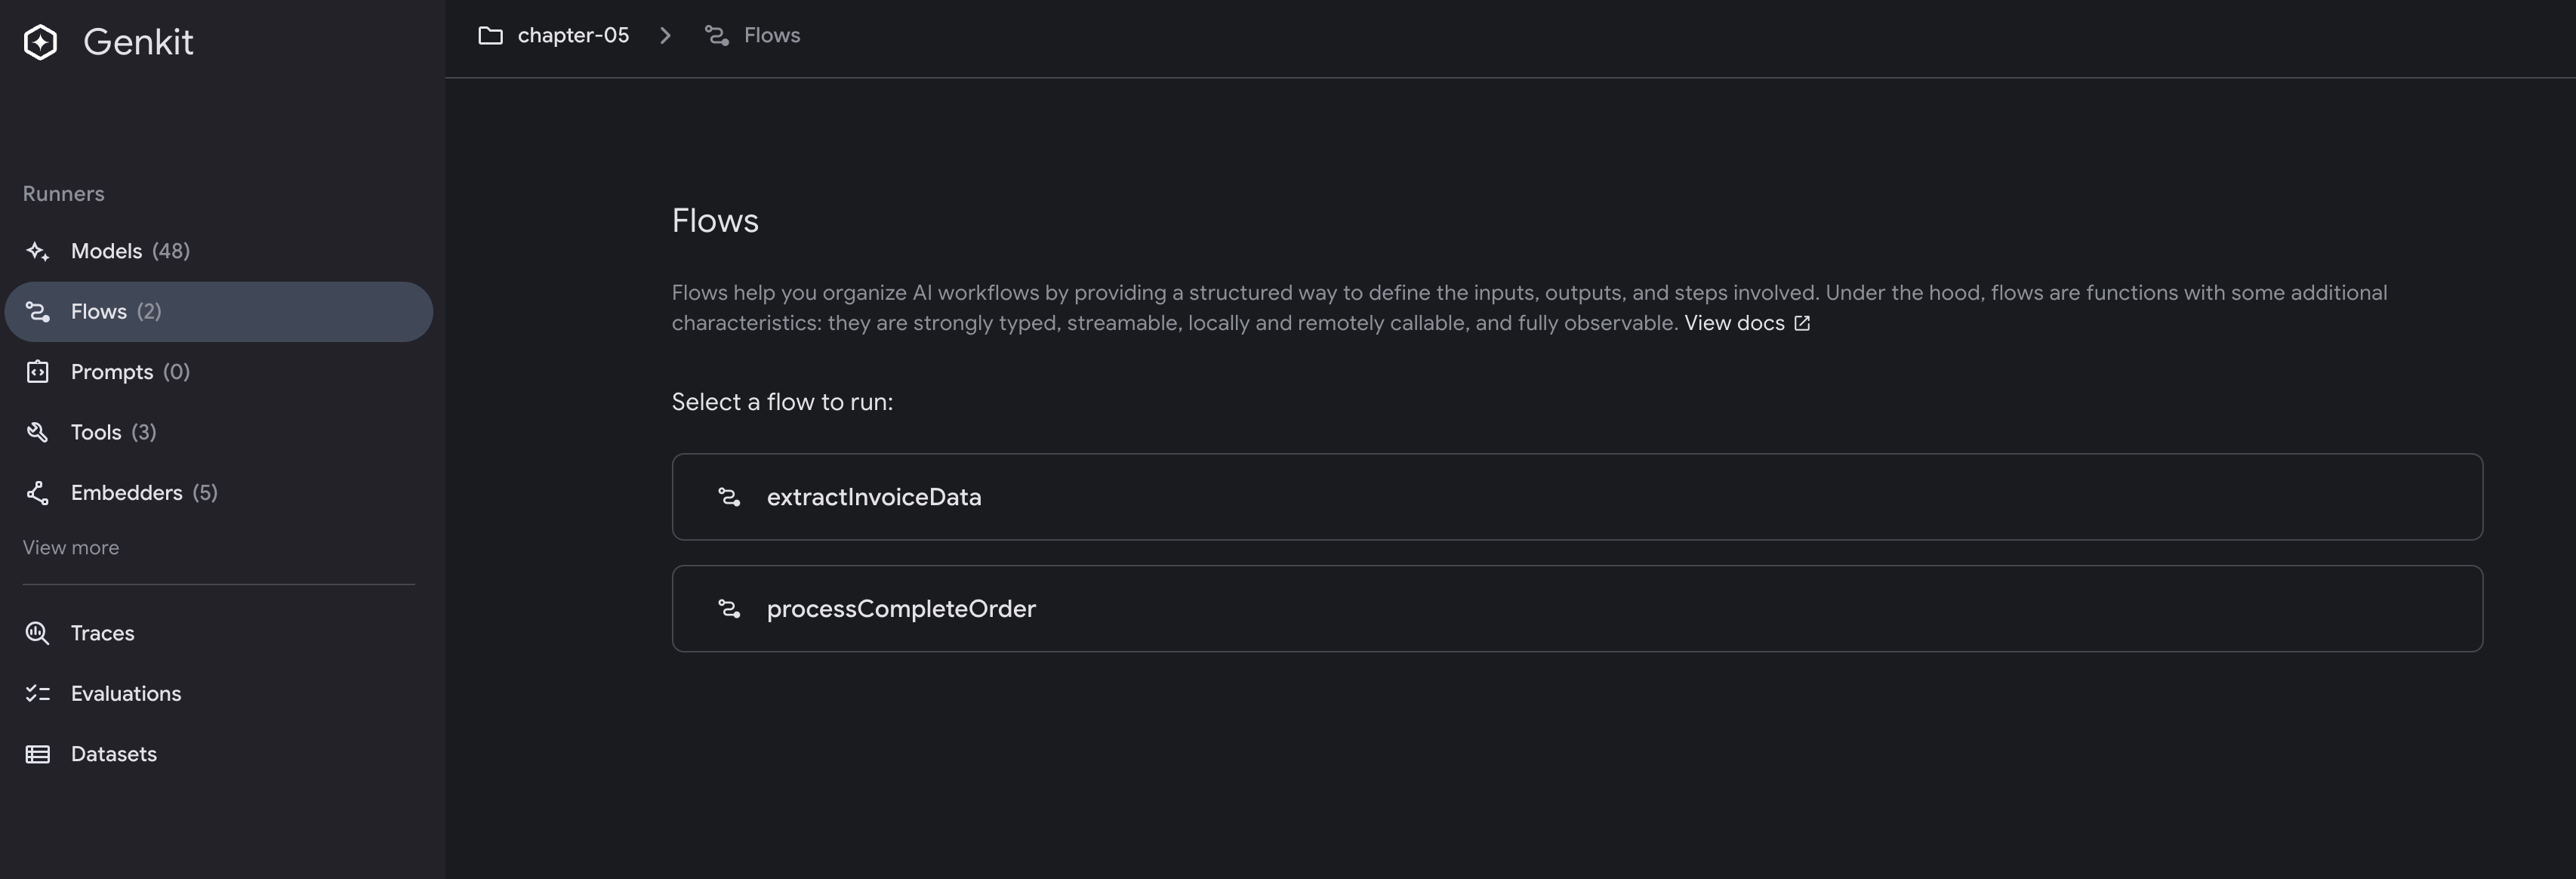 Genkit
Runners
Models (48)
Flows (2)
Prompts (0)
Tools (3)
Embedders (5)
View more
Traces
Evaluations
Datasets
chapter-05 > Flows
Flows
Flows help you organize AI workflows by providing a structured way to define the inputs, outputs, and steps involved. Under the hood, flows are functions with some additional
characteristics: they are strongly typed, streamable, locally and remotely callable, and fully observable. View docs
Select a flow to run:
extractInvoiceData
processCompleteOrder